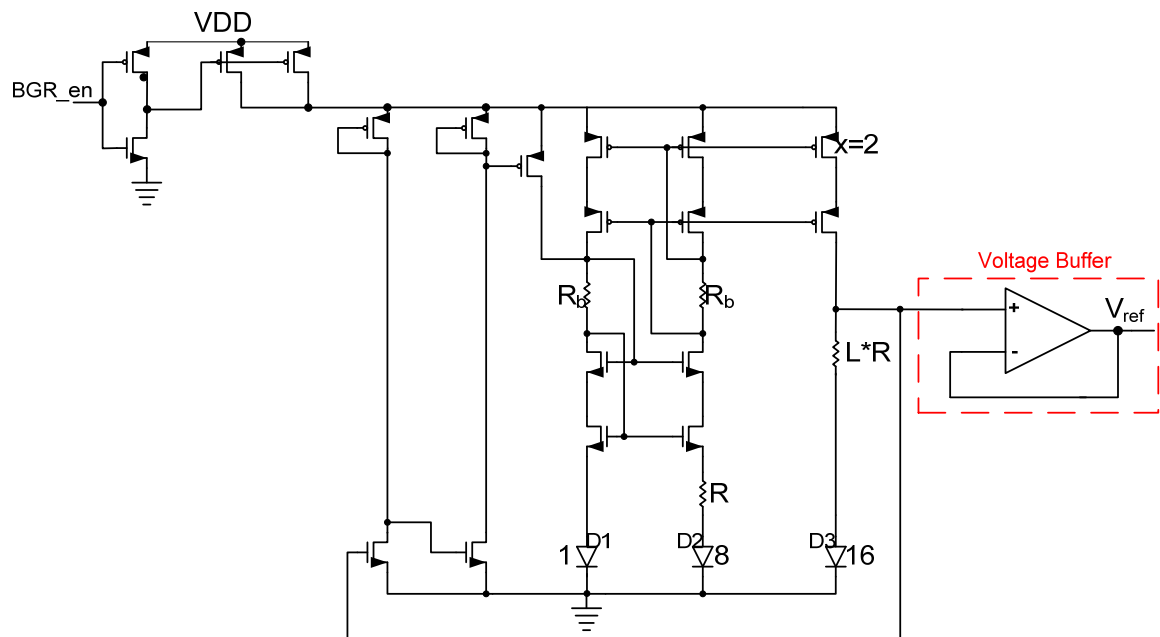 VDD
BGR_en
x=2
Voltage Buffer
Rb
Rb
Vref
+
-
L*R
R
D1
1
D2
8
D3
16